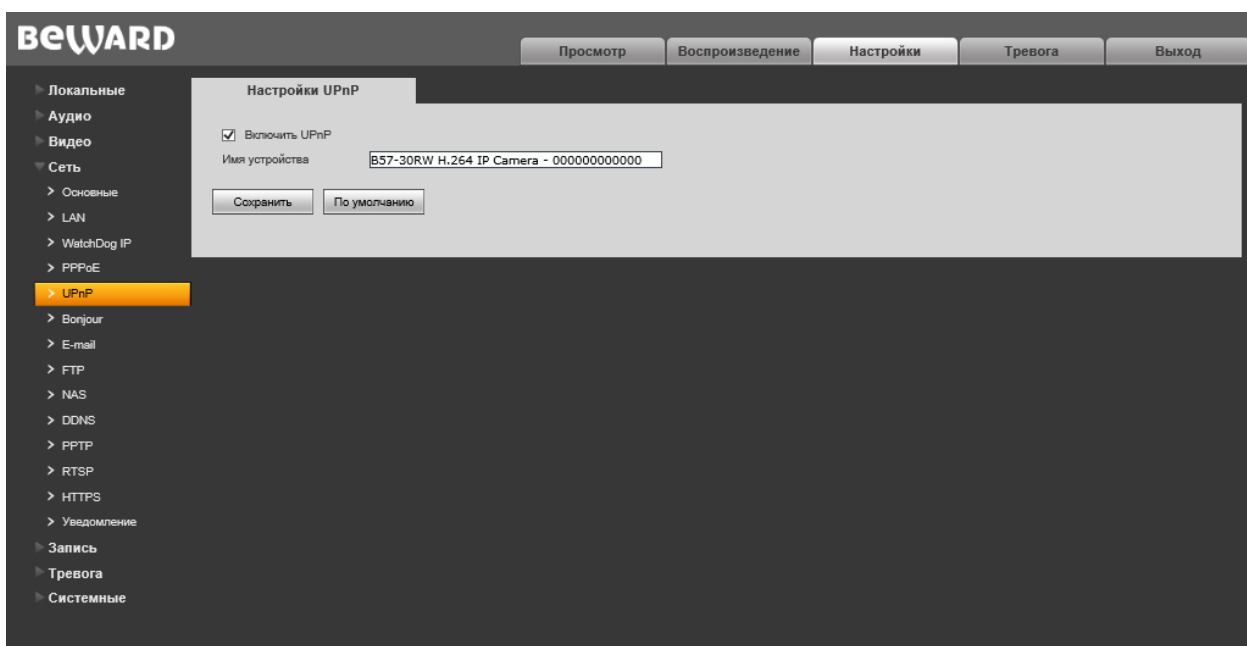 BEWARD
Просмотр
Воспроизведение
Настройки
Тревога
Выход
Локальные
Аудио
Видео
Сеть
Основные
LAN
WatchDog IP
PPPoE
UPnP
Bonjour
E-mail
FTP
NAS
DDNS
PPTP
RTSP
HTTPS
Уведомление
Запись
Тревога
Системные
Настройки UPnP
Включить UPnP
Имя устройства B57-30RW H.264 IP Camera - 000000000000
Сохранить По умолчанию